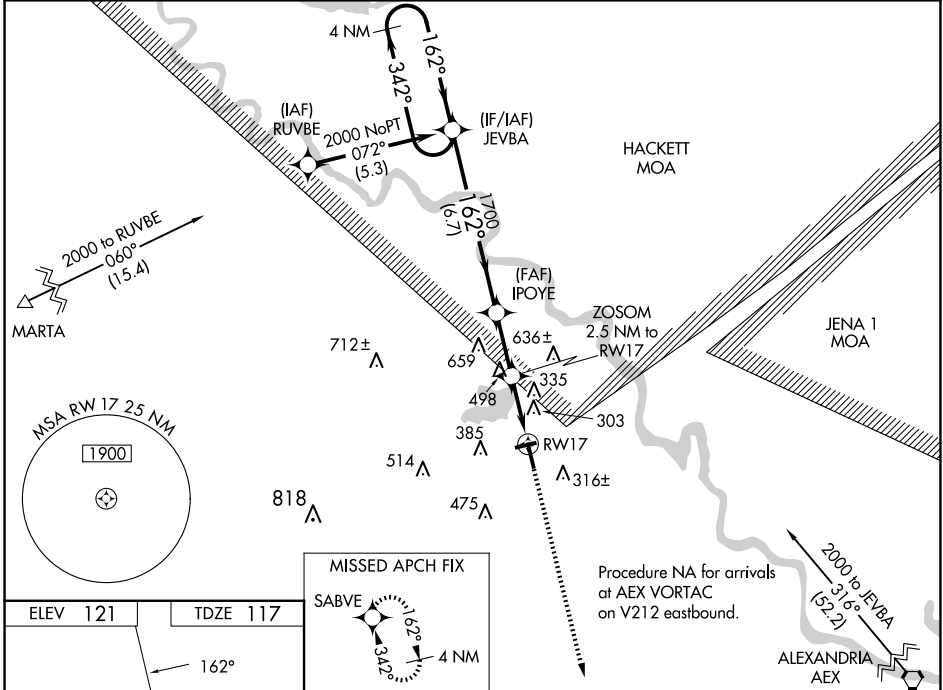 4 NM
162°
342°
(IAF)
RUVBE
2000 NoPT
072°
(5.3)
(IF/IAF)
JEVBA
HACKETT
MOA
1700
162°
(6.7)
2000 to RUVBE
060°
(15.4)
MARTA
(FAF)
IPOYE
ZOSOM
2.5 NM to
RW17
JENA 1
MOA
712±
659
636±
498
335
303
385
RW17
514
316±
475
818
MSA RW 17 25 NM
1900
Procedure NA for arrivals
at AEX VORTAC
on V212 eastbound.
2000 to JEVBA
316°
(52.2)
ALEXANDRIA
AEX
MISSED APCH FIX
SABVE
162°
342°
4 NM
ELEV 121
TDZE 117
162°